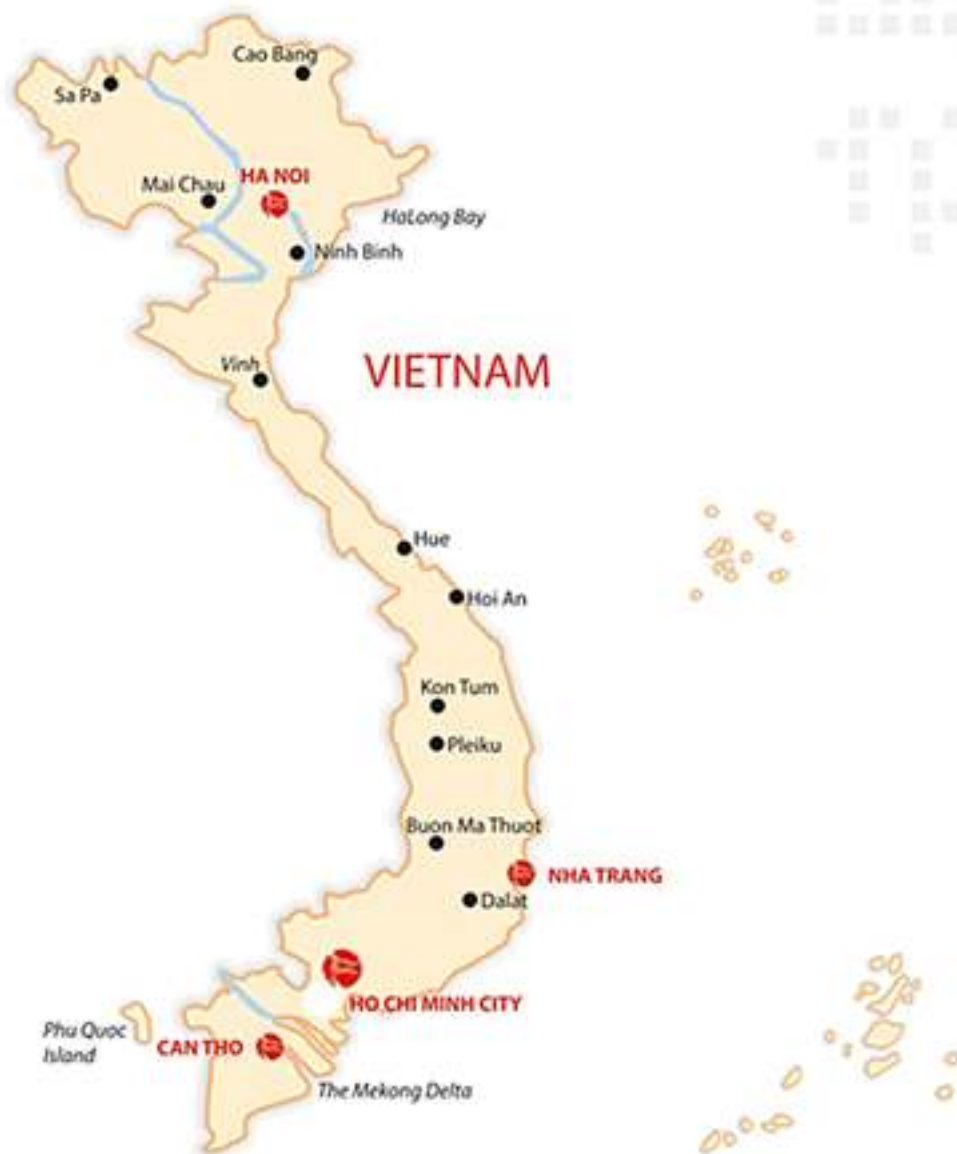 Cao Bang
Sa Pa
HA NOI
Mai Chau
HaLong Bay
Ninh Binh
VIETNAM
Vinh
Hue
Hoi An
Kon Tum
Pleiku
Buon Ma Thuot
NHA TRANG
Dalat
HO CHI MINH CITY
Phu Quoc
Island
CAN THO
The Mekong Delta